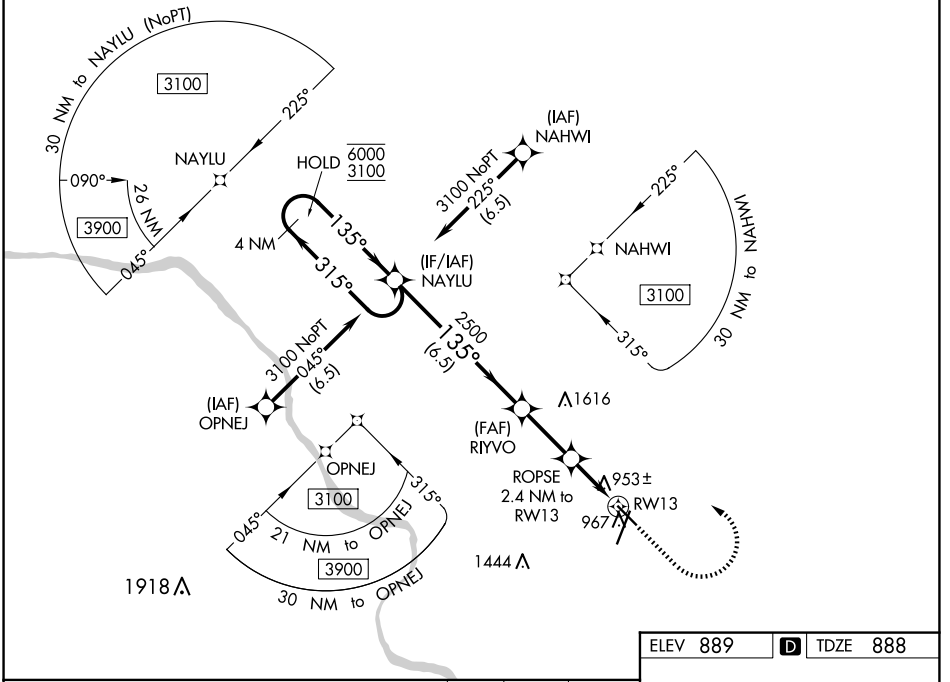 30 NM to NAYLU (NoPT)
3100
225°
NAYLU
090°
26 NM
3900
045°
HOLD 6000
3100
4 NM
135°
315°
(IF/IAF)
NAYLU
(IAF)
NAHWI
3100 NoPT
225°
(6.5)
225°
NAHWI
3100
315°
30 NM to NAHWI
3100 NoPT
045°
(6.5)
(IAF)
OPNEJ
2500
135°
(6.5)
1616
(FAF)
RIYVO
ROPSE
2.4 NM to
RW13
953±
RW13
967
1444
OPNEJ
3100
045°
315°
21 NM to OPNEJ
3900
30 NM to OPNEJ
1918
ELEV 889 D TDZE 888